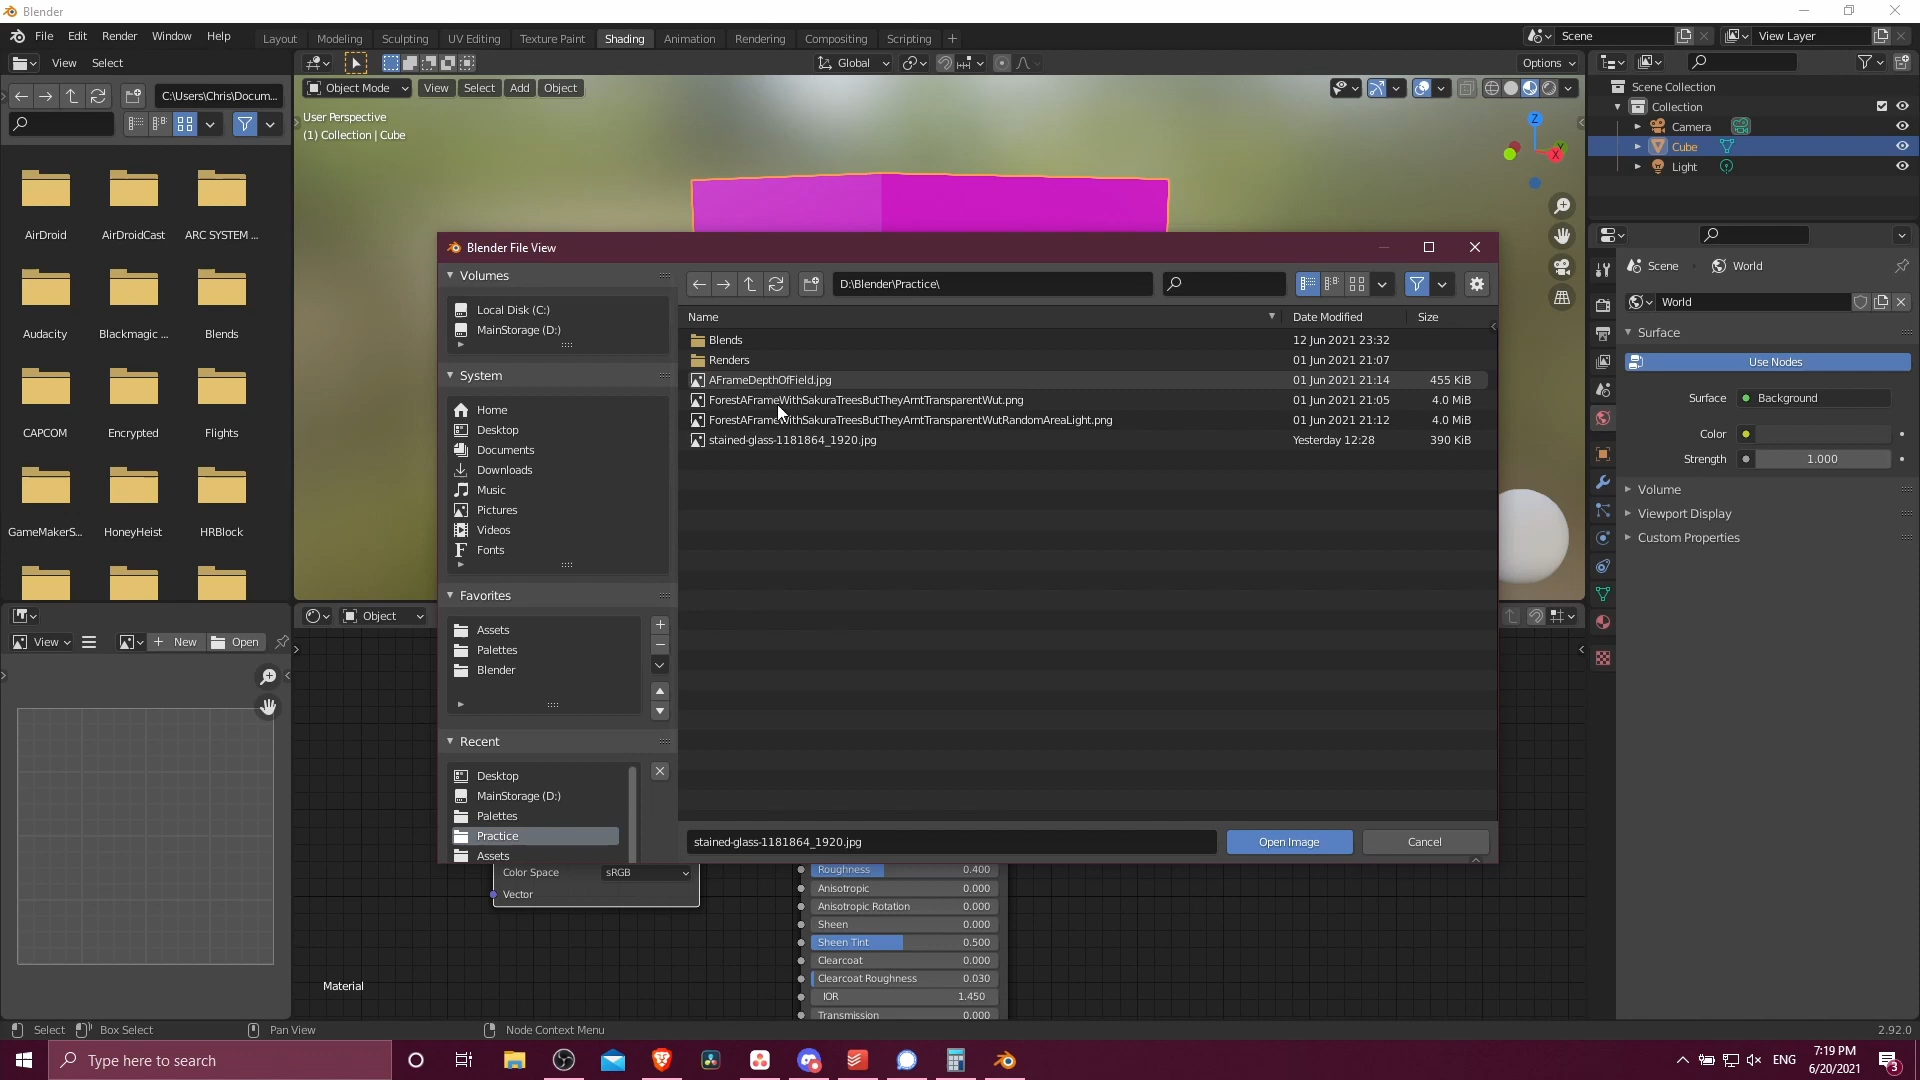 Blender
File Edit Render Window Help
Layout Modeling Sculpting UV Editing Texture Paint Shading Animation Rendering Compositing Scripting +
Scene
View Layer
View Select
Global
Options
C:\Users\Chris\Docum...
Object Mode View Select Add Object
User Perspective
(1) Collection | Cube
Z
Y
X
Scene Collection
Collection
Camera
Cube
Light
AirDroid AirDroidCast ARC SYSTEM ...
Audacity Blackmagic ... Blends
CAPCOM Encrypted Flights
GameMakerS... HoneyHeist HRBlock
Blender File View
Volumes
Local Disk (C:)
MainStorage (D:)
System
Home
Desktop
Documents
Downloads
Music
Pictures
Videos
Fonts
Favorites
Assets
Palettes
Blender
Recent
Desktop
MainStorage (D:)
Palettes
Practice
Assets
D:\Blender\Practice\
Name Date Modified Size
Blends 12 Jun 2021 23:32
Renders 01 Jun 2021 21:07
AFrameDepthOfField.jpg 01 Jun 2021 21:14 455 KiB
ForestAFrameWithSakuraTreesButTheyArntTransparentWut.png 01 Jun 2021 21:05 4.0 MiB
ForestAFrameWithSakuraTreesButTheyArntTransparentWutRandomAreaLight.png 01 Jun 2021 21:12 4.0 MiB
stained-glass-1181864_1920.jpg Yesterday 12:28 390 KiB
stained-glass-1181864_1920.jpg Open Image Cancel
Scene World
World
Surface
Use Nodes
Surface Background
Color
Strength 1.000
Volume
Viewport Display
Custom Properties
Object
View New Open
Color Space sRGB
Vector
Roughness 0.400
Anisotropic 0.000
Anisotropic Rotation 0.000
Sheen 0.000
Sheen Tint 0.500
Clearcoat 0.000
Clearcoat Roughness 0.030
IOR 1.450
Transmission 0.000
Material
Select Box Select Pan View Node Context Menu 2.92.0
Type here to search
ENG
7:19 PM
6/20/2021
3